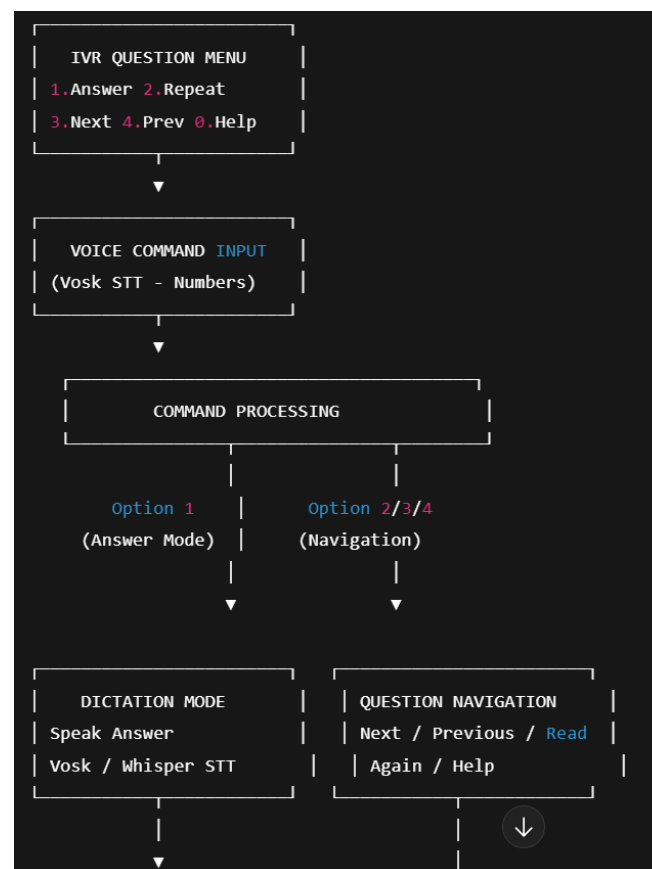 IVR QUESTION MENU
1.Answer 2.Repeat
3.Next 4.Prev 0.Help
VOICE COMMAND INPUT
(Vosk STT - Numbers)
COMMAND PROCESSING
Option 1 Option 2/3/4
(Answer Mode) (Navigation)
DICTATION MODE QUESTION NAVIGATION
Speak Answer Next / Previous / Read
Vosk / Whisper STT Again / Help